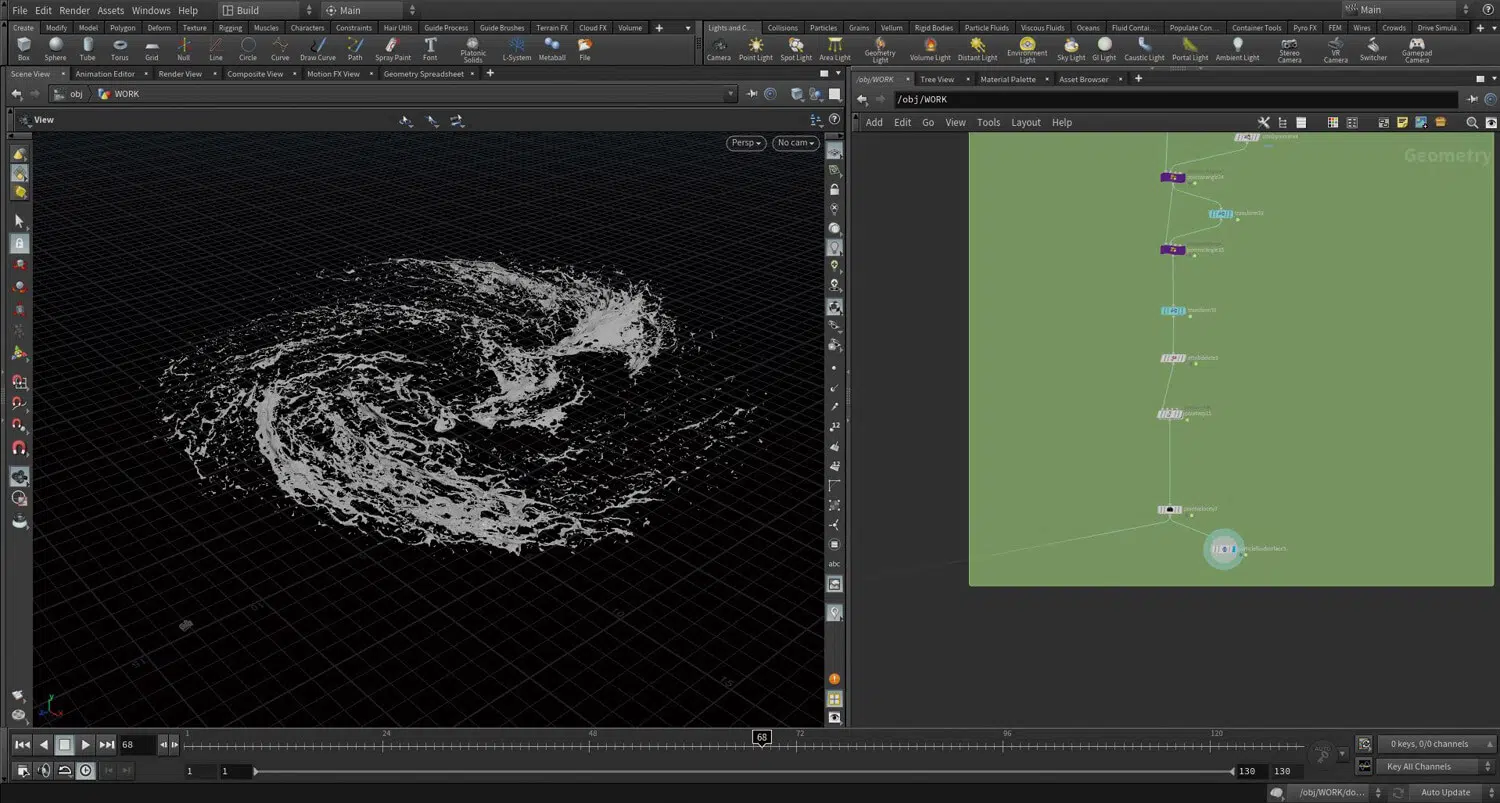 File Edit Render Assets Windows Help Build Main Main
Create Modify Model Polygon Deform Texture Rigging Muscles Characters Constraints Hair Utils Guide Process Guide Brushes Terrain FX Cloud FX Volume
Lights and C... Collisions Particles Grains Vellum Rigid Bodies Particle Fluids Viscous Fluids Oceans Fluid Contai... Populate Con... Container Tools Pyro FX FEM Wires Crowds Drive Simula...
Box Sphere Tube Torus Grid Null Line Circle Curve Draw Curve Path Spray Paint Font Platonic Solids L-System Metaball File
Camera Point Light Spot Light Area Light Geometry Light Volume Light Distant Light Environment Light Sky Light GI Light Caustic Light Portal Light Ambient Light Stereo Camera VR Camera Switcher Gamepad Camera
Scene View Animation Editor Render View Composite View Motion FX View Geometry Spreadsheet
/obj/WORK Tree View Material Palette Asset Browser
obj WORK
/obj/WORK
View
Add Edit Go View Tools Layout Help
Persp No cam
Geometry
12
abc
68
1 24 48 68 72 96 120
0 keys, 0/0 channels
1 1 130 130
Key All Channels
/obj/WORK/do... Auto Update